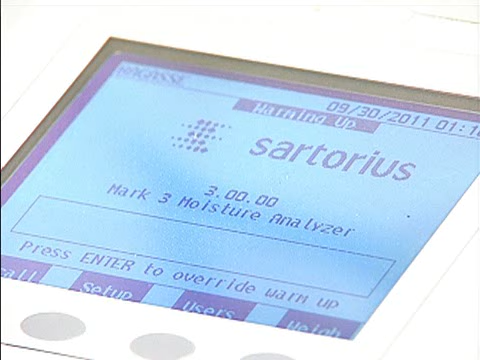 09/30/2011 01:1
Warming Up
sartorius
3.00.00
Mark 3 Moisture Analyzer
Press ENTER to override warm up
call Setup Users Weigh